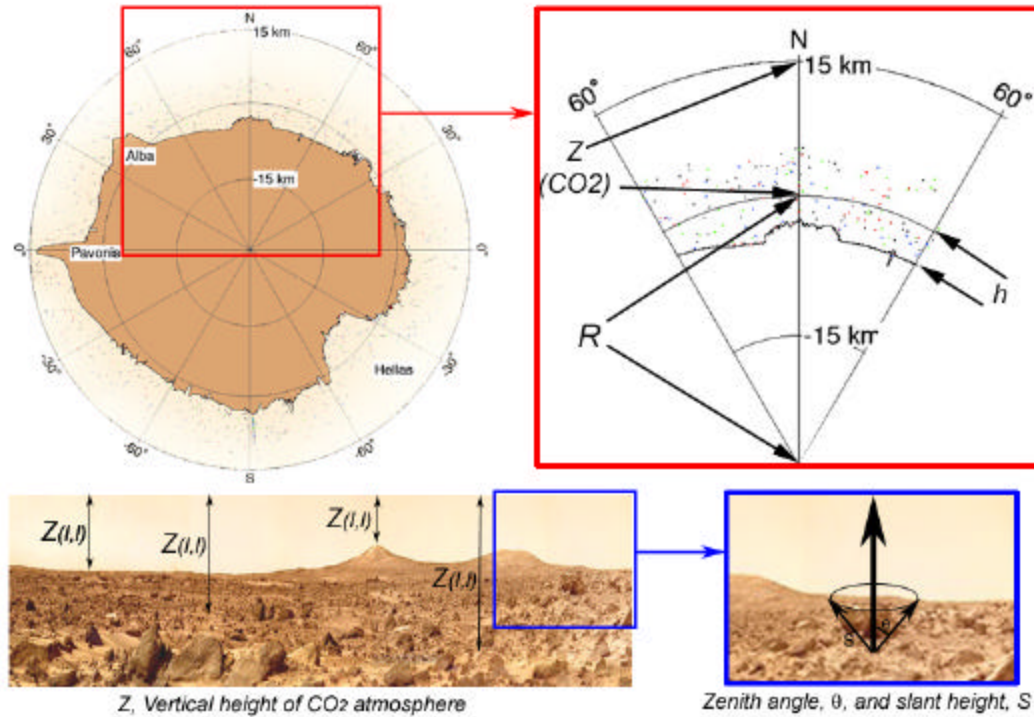 N
15 km
60°
60°
30°
30°
Alba
-15 km
0°
Pavonis
0°
-30°
-30°
Hellas
-60°
-60°
S
N
15 km
60°
60°
Z
(CO2)
h
R
-15 km
Z(l,l)
Z(l,l)
Z(l,l)
Z(l,l)
S
Z, Vertical height of CO2 atmosphere
Zenith angle, θ, and slant height, S